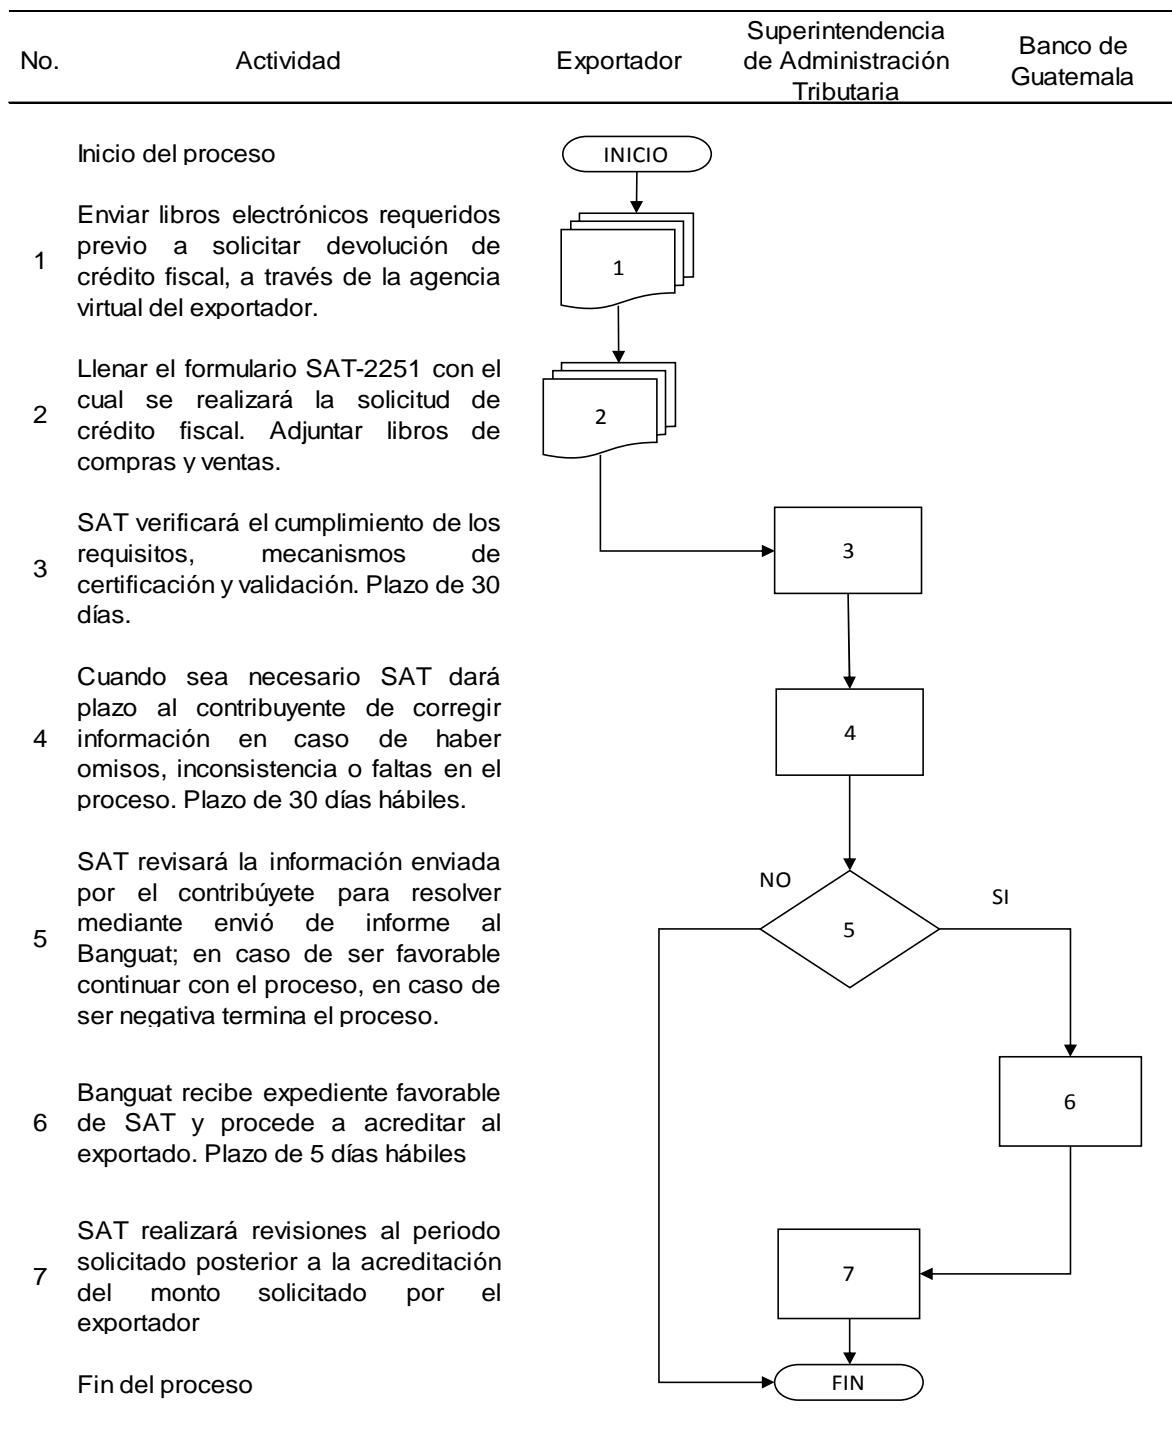 No. Actividad Exportador Superintendencia de Administración Tributaria Banco de Guatemala
Inicio del proceso
INICIO
1
Enviar libros electrónicos requeridos
previo a solicitar devolución de
crédito fiscal, a través de la agencia
virtual del exportador.
1
2
Llenar el formulario SAT-2251 con el
cual se realizará la solicitud de
crédito fiscal. Adjuntar libros de
compras y ventas.
2
3
SAT verificará el cumplimiento de los
requisitos, mecanismos de
certificación y validación. Plazo de 30
días.
3
4
Cuando sea necesario SAT dará
plazo al contribuyente de corregir
información en caso de haber
omisos, inconsistencia o faltas en el
proceso. Plazo de 30 días hábiles.
4
5
SAT revisará la información enviada
por el contribúyete para resolver
mediante envió de informe al
Banguat; en caso de ser favorable
continuar con el proceso, en caso de
ser negativa termina el proceso.
NO
5
SI
6
Banguat recibe expediente favorable
de SAT y procede a acreditar al
exportado. Plazo de 5 días hábiles
6
7
SAT realizará revisiones al periodo
solicitado posterior a la acreditación
del monto solicitado por el
exportador
7
Fin del proceso
FIN